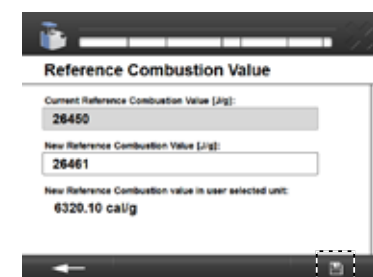 Reference Combustion Value
Current Reference Combustion Value [J/g]:
26450
New Reference Combustion Value [J/g]:
26461
New Reference Combustion value in user selected unit:
6320.10 cal/g